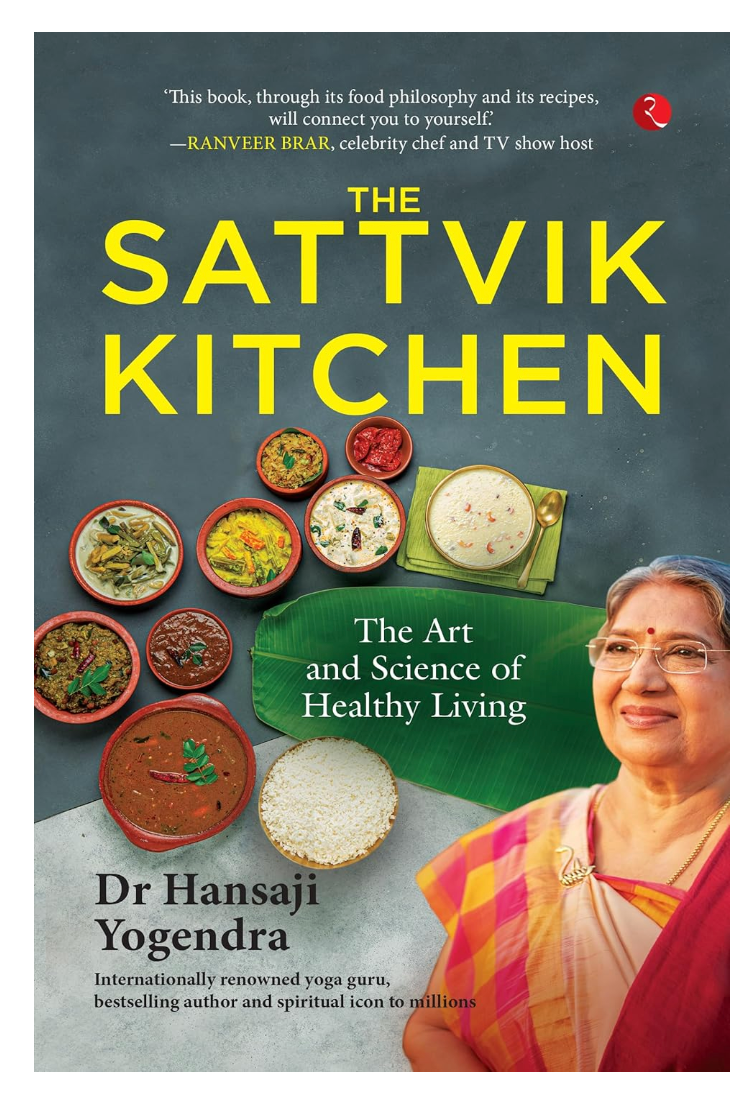 ‘This book, through its food philosophy and its recipes,
will connect you to yourself.’
—RANVEER BRAR, celebrity chef and TV show host
THE
SATTVIK
KITCHEN
The Art
and Science of
Healthy Living
Dr Hansaji
Yogendra
Internationally renowned yoga guru,
bestselling author and spiritual icon to millions